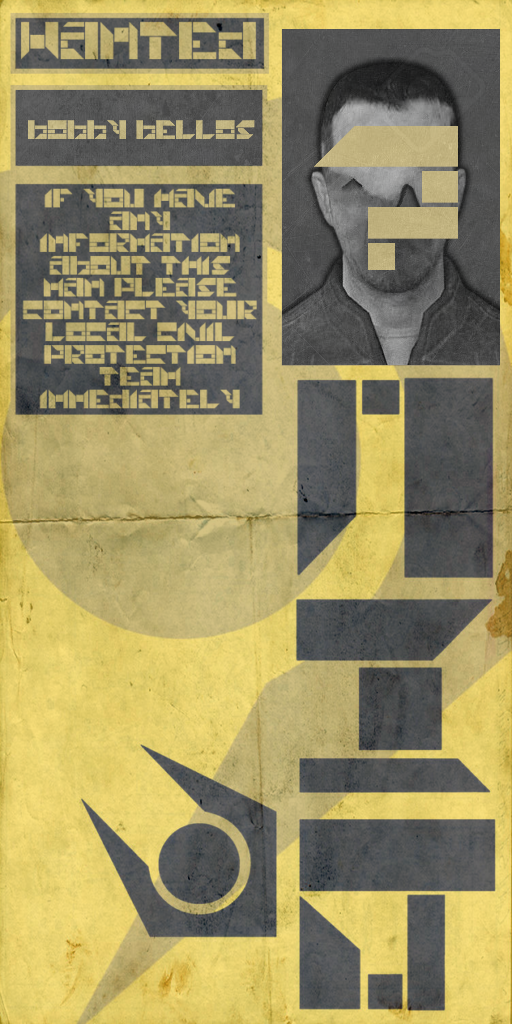 WANTED
BOBBY BELLOS
IF YOU HAVE
ANY
INFORMATION
ABOUT THIS
MAN PLEASE
CONTACT YOUR
LOCAL CIVIL
PROTECTION
TEAM
IMMEDIATELY